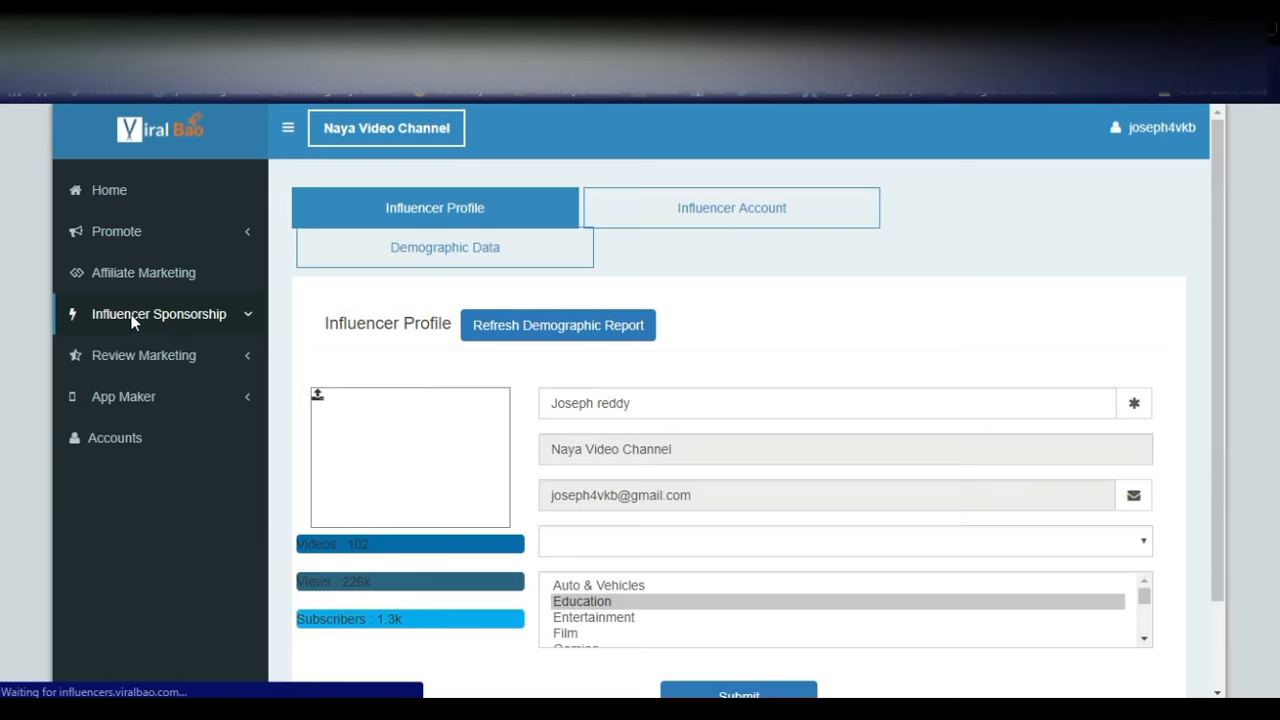 Viral Bao
Naya Video Channel
joseph4vkb
Home
Promote
Affiliate Marketing
Influencer Sponsorship
Review Marketing
App Maker
Accounts
Influencer Profile
Influencer Account
Demographic Data
Influencer Profile
Refresh Demographic Report
Joseph reddy
Naya Video Channel
joseph4vkb@gmail.com
Videos : 102
Views : 226k
Subscribers : 1.3k
Auto & Vehicles
Education
Entertainment
Film
Submit
Waiting for influencers.viralbao.com...